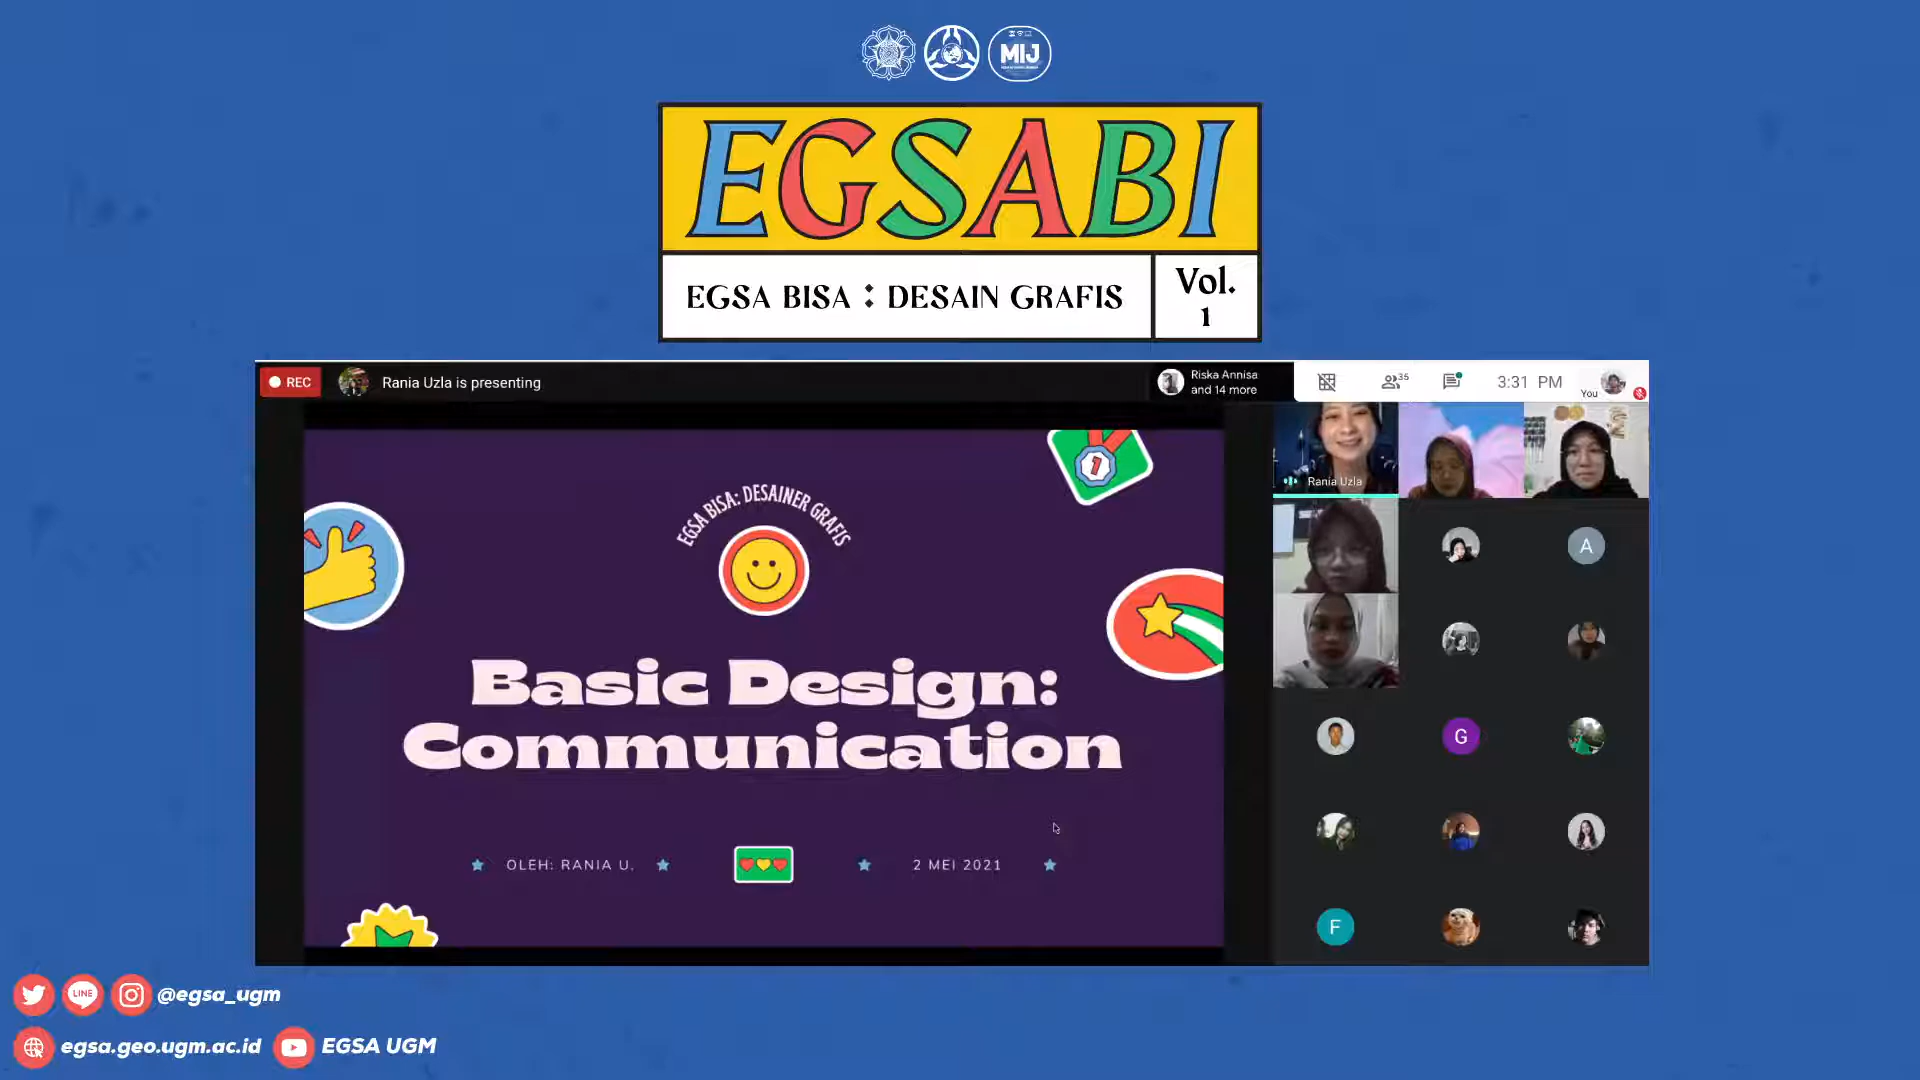 MIJ
EGSABI
EGSA BISA : DESAIN GRAFIS
Vol.
1
REC
Rania Uzla is presenting
Riska Annisa
and 14 more
35
3:31 PM
You
EGSA BISA: DESAINER GRAFIS
1
Basic Design:
Communication
OLEH: RANIA U.
2 MEI 2021
Rania Uzla
A
G
F
LINE
@egsa_ugm
egsa.geo.ugm.ac.id
EGSA UGM